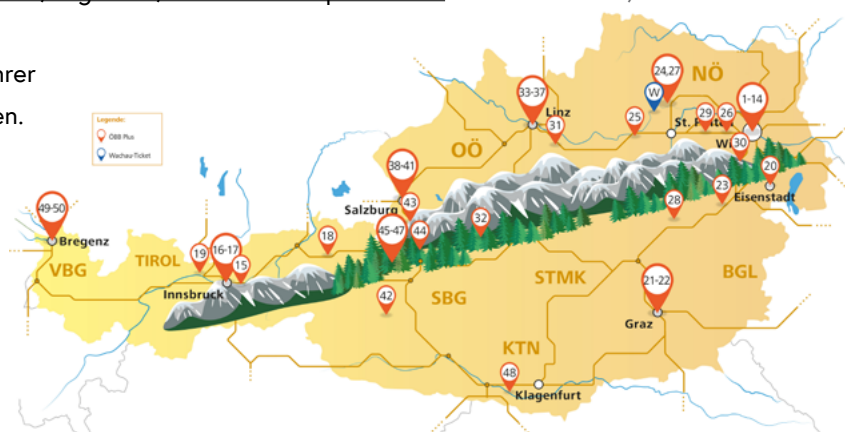 hrer
en.
Legende:
ÖBB Plus
Wachau-Ticket
24,27
NÖ
W
33-37
1-14
Linz
25
29
26
31
St.
30
OÖ
38-41
20
Eisenstadt
23
43
Salzburg
28
49-50
32
45-47
44
Bregenz
18
16-17
19
15
TIROL
VBG
STMK
BGL
21-22
Innsbruck
SBG
42
Graz
KTN
48
Klagenfurt